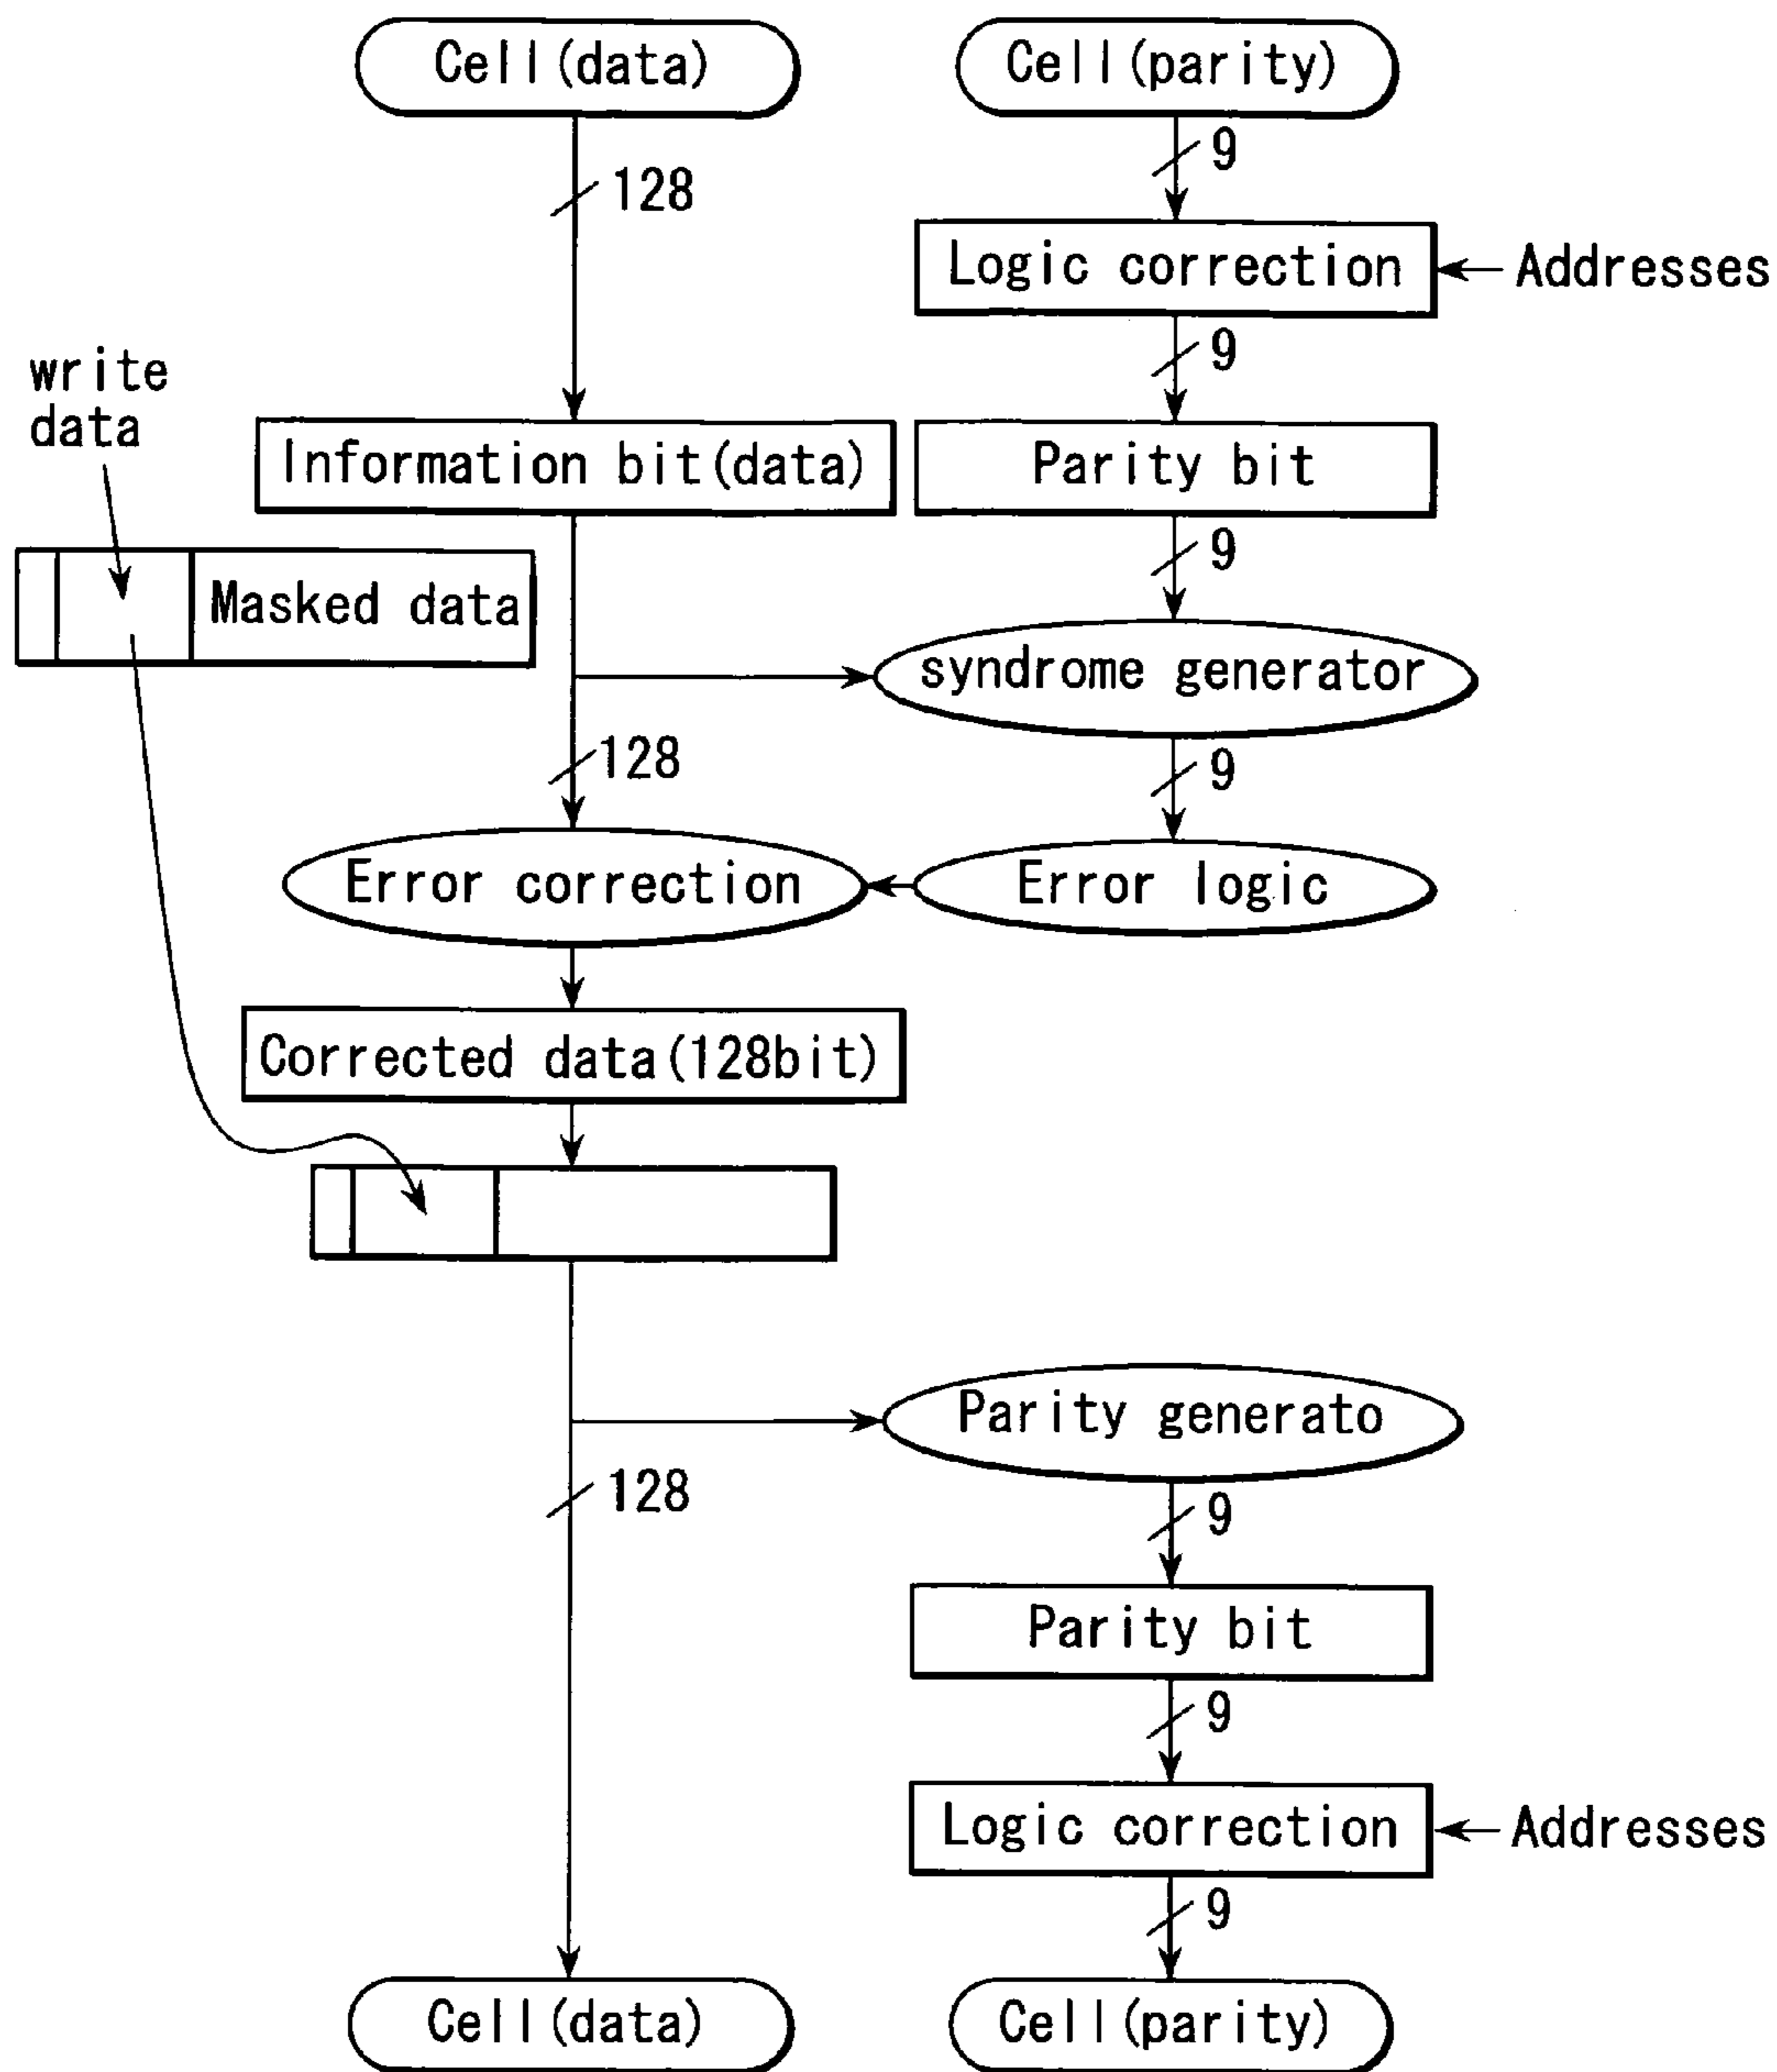 Cell(data)
Cell(parity)
9
128
Logic correction
Addresses
9
write
data
Information bit(data)
Parity bit
9
Masked data
syndrome generator
128
9
Error correction
Error logic
Corrected data(128bit)
Parity generato
128
9
Parity bit
9
Logic correction
Addresses
9
Cell(data)
Cell(parity)